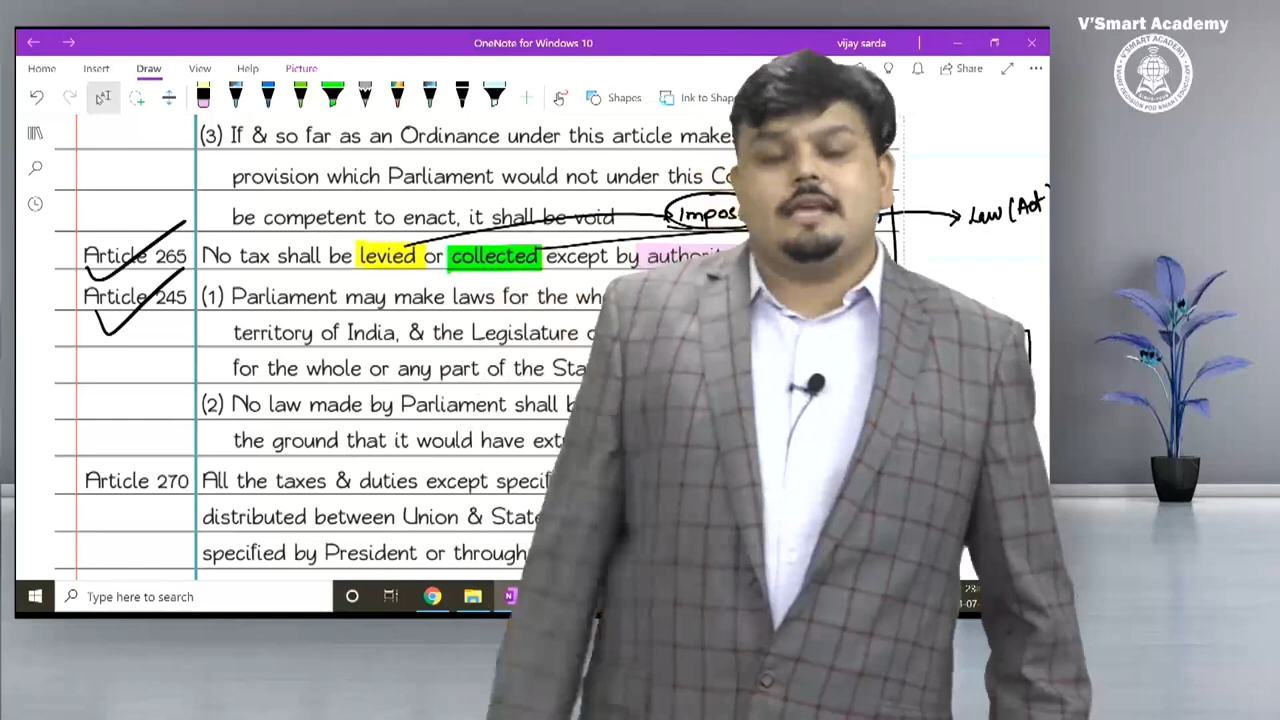 V'Smart Academy
OneNote for Windows 10
vijay sarda
Home
Insert
Draw
View
Help
Picture
Share
Shapes
Ink to
(3) If & so far as an Ordinance under this article makes
provision which Parliament would not under this
be competent to enact, it shall be void
Law (Act)
Article 265 No tax shall be levied or collected except by
Article 245 (1) Parliament may make laws for the
territory of India, & the Legislature
for the whole or any part of the
(2) No law made by Parliament shall
the ground that it would have
Article 270 All the taxes & duties except
distributed between Union &
specified by President or through
Type here to search